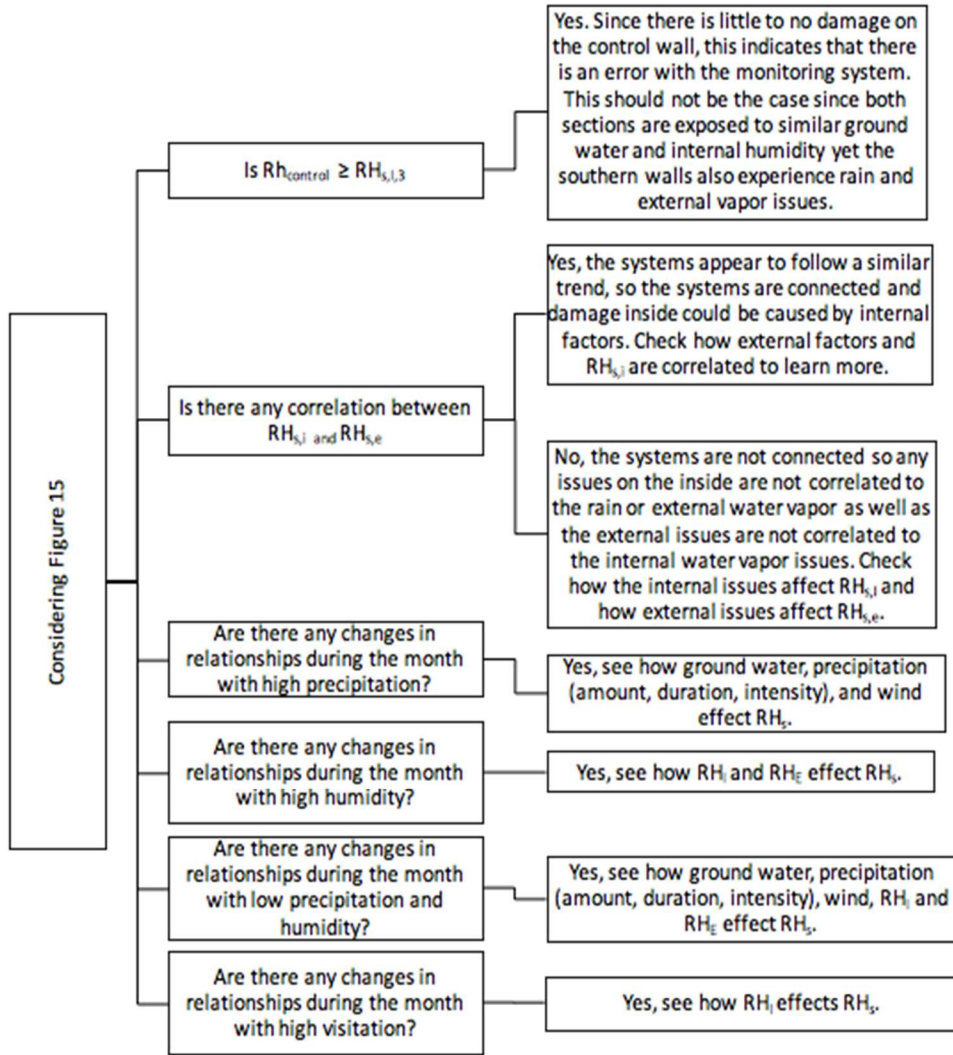 Considering Figure 15
Is Rh_control ≥ RH_s,I,3
Yes. Since there is little to no damage on
the control wall, this indicates that there
is an error with the monitoring system.
This should not be the case since both
sections are exposed to similar ground
water and internal humidity yet the
southern walls also experience rain and
external vapor issues.
Is there any correlation between
RH_s,i and RH_s,e
Yes, the systems appear to follow a similar
trend, so the systems are connected and
damage inside could be caused by internal
factors. Check how external factors and
RH_s,i are correlated to learn more.
No, the systems are not connected so any
issues on the inside are not correlated to
the rain or external water vapor as well as
the external issues are not correlated to
the internal water vapor issues. Check
how the internal issues affect RH_s,I and
how external issues affect RH_s,e.
Are there any changes in
relationships during the month
with high precipitation?
Yes, see how ground water, precipitation
(amount, duration, intensity), and wind
effect RH_s.
Are there any changes in
relationships during the month
with high humidity?
Yes, see how RH_I and RH_E effect RH_s.
Are there any changes in
relationships during the month
with low precipitation and
humidity?
Yes, see how ground water, precipitation
(amount, duration, intensity), wind, RH_I and
RH_E effect RH_s.
Are there any changes in
relationships during the month
with high visitation?
Yes, see how RH_I effects RH_s.